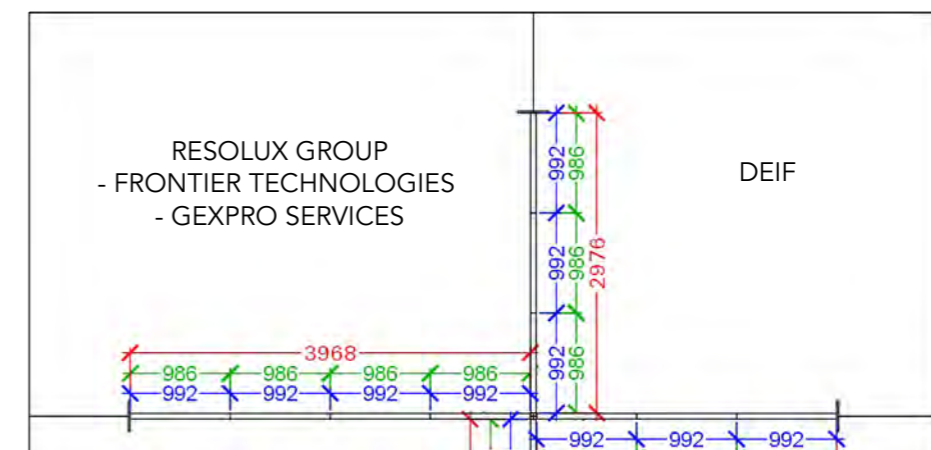 RESOLUX GROUP
- FRONTIER TECHNOLOGIES
- GEXPRO SERVICES
DEIF
992
986
992
986
2976
992
986
3968
986 986 986 986
992 992 992 992
992 992 992